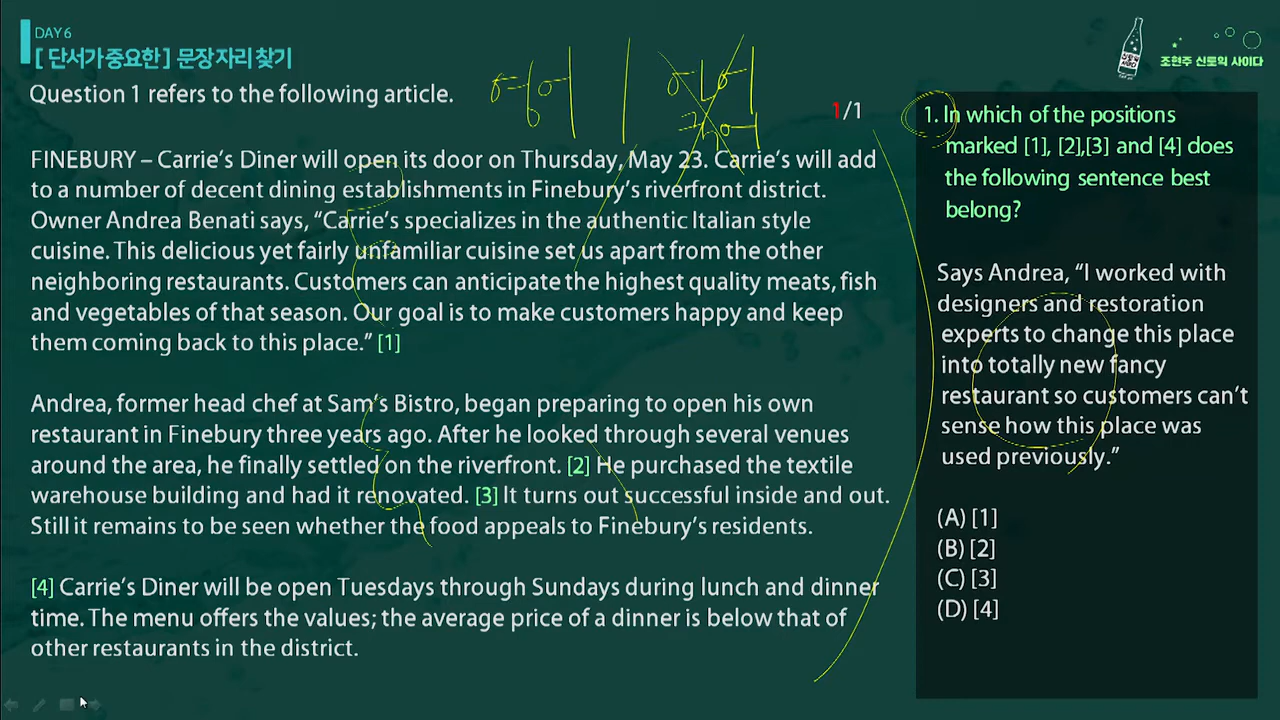 DAY 6
[ 단서가 중요한 ] 문장 자리 찾기
조현주 신토익 사이다
Question 1 refers to the following article.
1/1
FINEBURY – Carrie's Diner will open its door on Thursday, May 23. Carrie's will add
to a number of decent dining establishments in Finebury's riverfront district.
Owner Andrea Benati says, “Carrie's specializes in the authentic Italian style
cuisine. This delicious yet fairly unfamiliar cuisine set us apart from the other
neighboring restaurants. Customers can anticipate the highest quality meats, fish
and vegetables of that season. Our goal is to make customers happy and keep
them coming back to this place.” [1]
Andrea, former head chef at Sam's Bistro, began preparing to open his own
restaurant in Finebury three years ago. After he looked through several venues
around the area, he finally settled on the riverfront. [2] He purchased the textile
warehouse building and had it renovated. [3] It turns out successful inside and out.
Still it remains to be seen whether the food appeals to Finebury's residents.
[4] Carrie's Diner will be open Tuesdays through Sundays during lunch and dinner
time. The menu offers the values; the average price of a dinner is below that of
other restaurants in the district.
1. In which of the positions
marked [1], [2],[3] and [4] does
the following sentence best
belong?
Says Andrea, “I worked with
designers and restoration
experts to change this place
into totally new fancy
restaurant so customers can't
sense how this place was
used previously.”
(A) [1]
(B) [2]
(C) [3]
(D) [4]